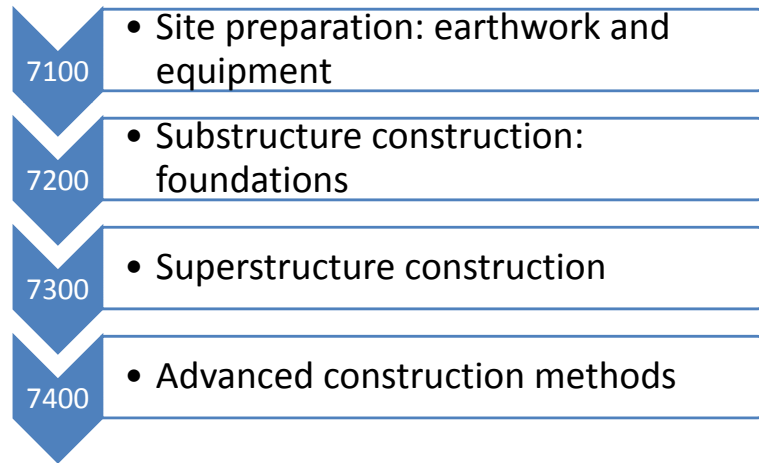 7100
• Site preparation: earthwork and
equipment
7200
• Substructure construction:
foundations
7300
• Superstructure construction
7400
• Advanced construction methods